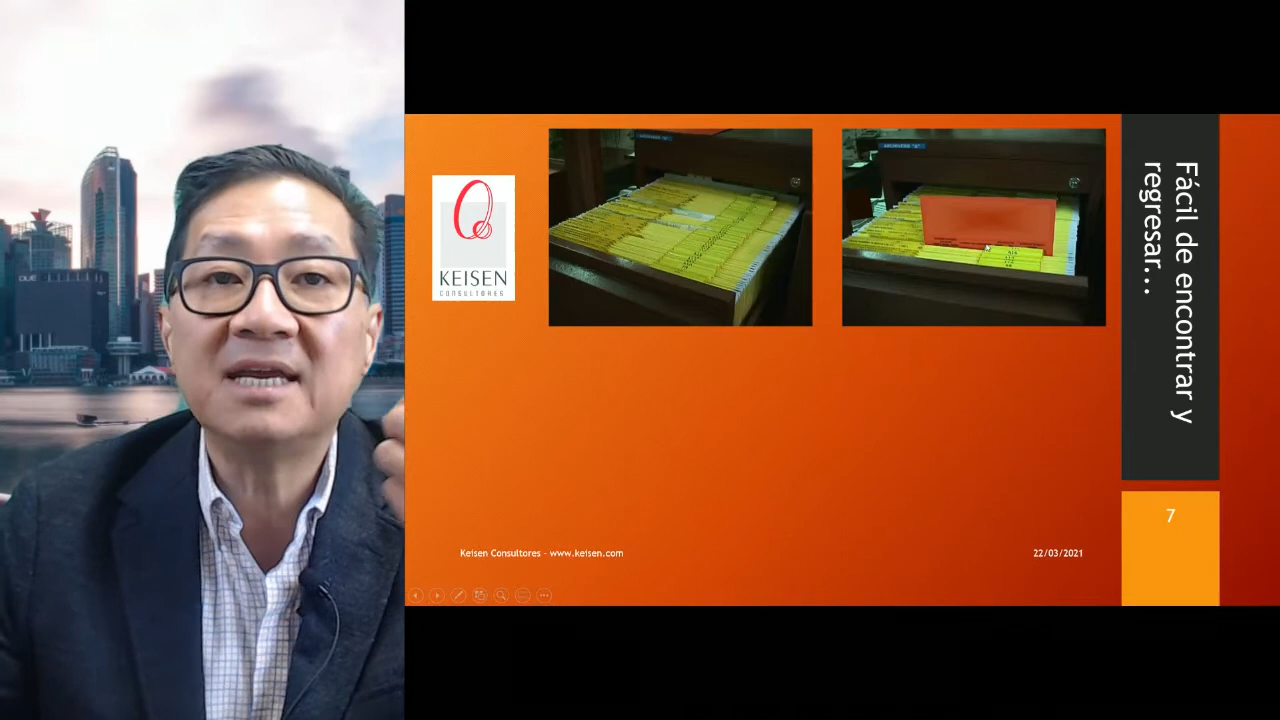 KEISEN
CONSULTORES
Fácil de encontrar y
regresar...
7
Keisen Consultores - www.keisen.com
22/03/2021